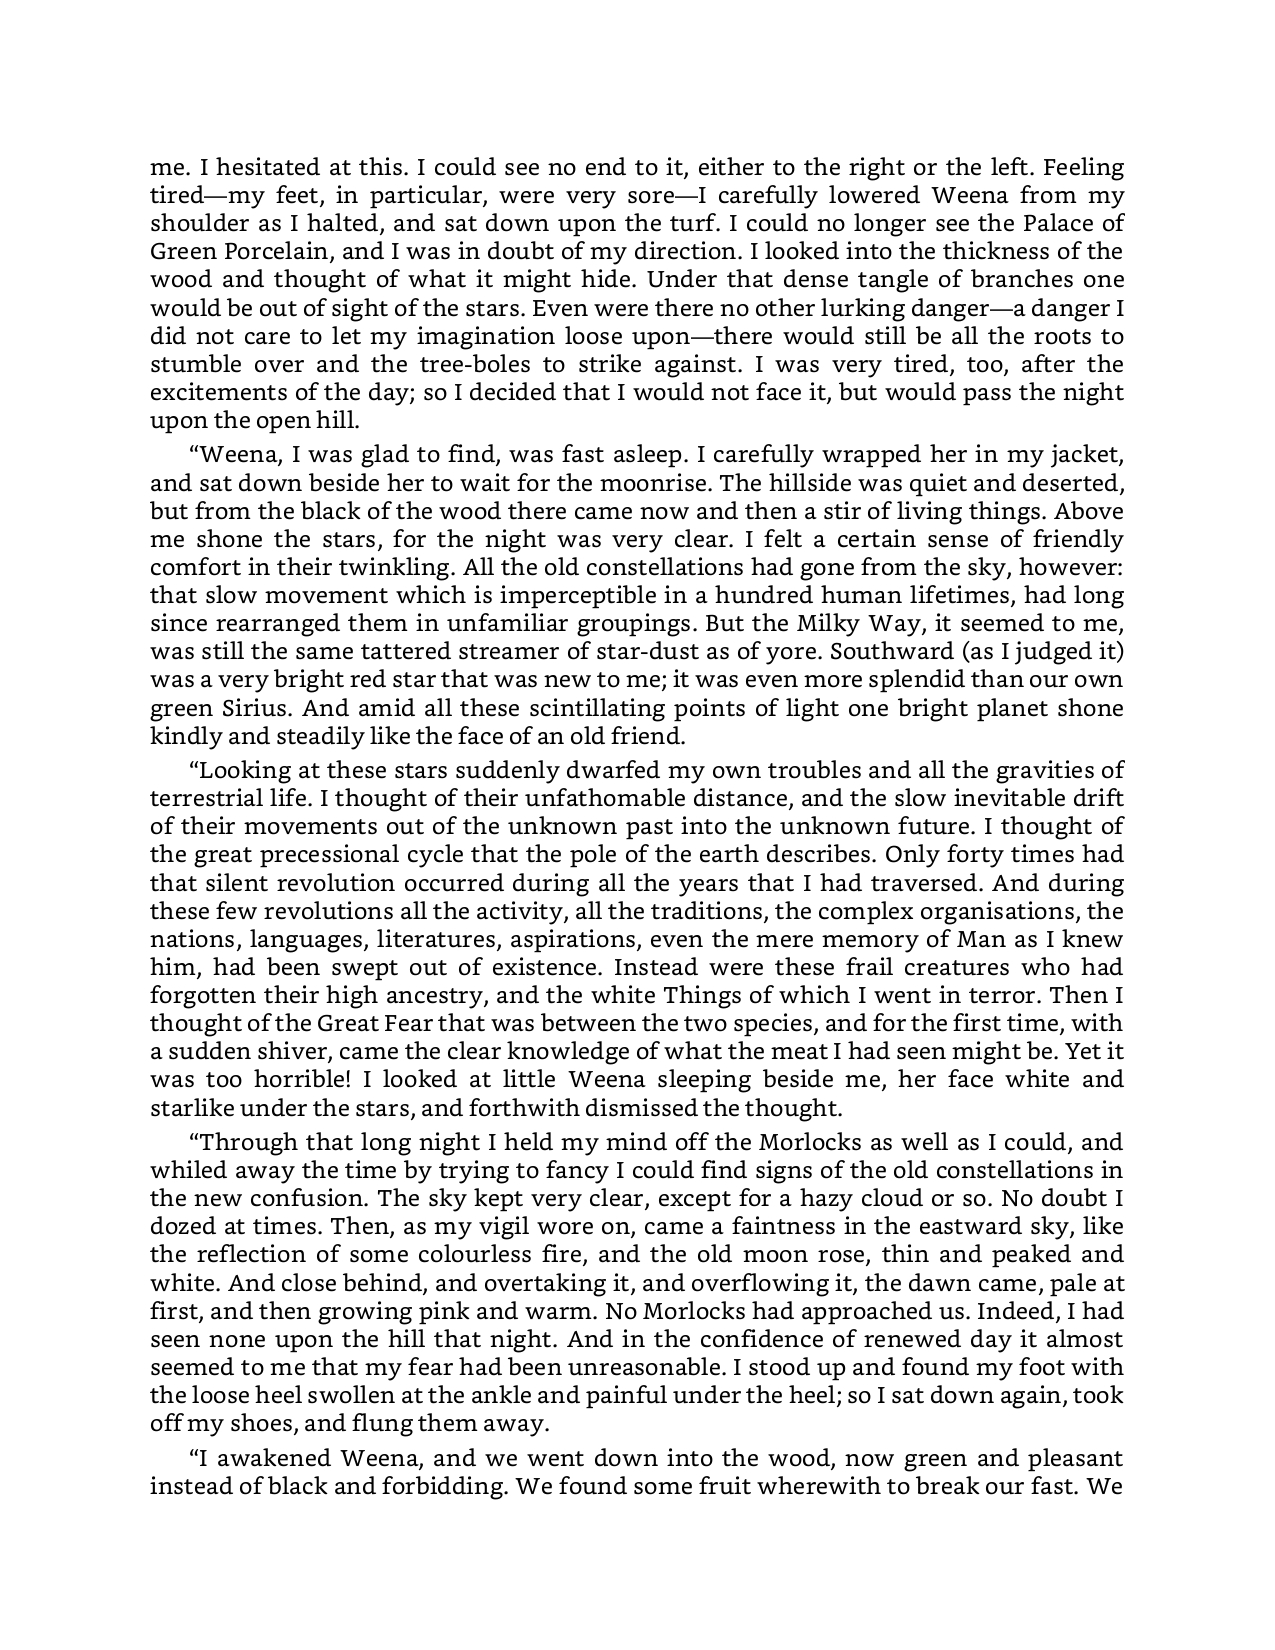 me. I hesitated at this. I could see no end to it, either to the right or the left. Feeling
tired—my feet, in particular, were very sore—I carefully lowered Weena from my
shoulder as I halted, and sat down upon the turf. I could no longer see the Palace of
Green Porcelain, and I was in doubt of my direction. I looked into the thickness of the
wood and thought of what it might hide. Under that dense tangle of branches one
would be out of sight of the stars. Even were there no other lurking danger—a danger I
did not care to let my imagination loose upon—there would still be all the roots to
stumble over and the tree-boles to strike against. I was very tired, too, after the
excitements of the day; so I decided that I would not face it, but would pass the night
upon the open hill.
“Weena, I was glad to find, was fast asleep. I carefully wrapped her in my jacket,
and sat down beside her to wait for the moonrise. The hillside was quiet and deserted,
but from the black of the wood there came now and then a stir of living things. Above
me shone the stars, for the night was very clear. I felt a certain sense of friendly
comfort in their twinkling. All the old constellations had gone from the sky, however:
that slow movement which is imperceptible in a hundred human lifetimes, had long
since rearranged them in unfamiliar groupings. But the Milky Way, it seemed to me,
was still the same tattered streamer of star-dust as of yore. Southward (as I judged it)
was a very bright red star that was new to me; it was even more splendid than our own
green Sirius. And amid all these scintillating points of light one bright planet shone
kindly and steadily like the face of an old friend.
“Looking at these stars suddenly dwarfed my own troubles and all the gravities of
terrestrial life. I thought of their unfathomable distance, and the slow inevitable drift
of their movements out of the unknown past into the unknown future. I thought of
the great precessional cycle that the pole of the earth describes. Only forty times had
that silent revolution occurred during all the years that I had traversed. And during
these few revolutions all the activity, all the traditions, the complex organisations, the
nations, languages, literatures, aspirations, even the mere memory of Man as I knew
him, had been swept out of existence. Instead were these frail creatures who had
forgotten their high ancestry, and the white Things of which I went in terror. Then I
thought of the Great Fear that was between the two species, and for the first time, with
a sudden shiver, came the clear knowledge of what the meat I had seen might be. Yet it
was too horrible! I looked at little Weena sleeping beside me, her face white and
starlike under the stars, and forthwith dismissed the thought.
“Through that long night I held my mind off the Morlocks as well as I could, and
whiled away the time by trying to fancy I could find signs of the old constellations in
the new confusion. The sky kept very clear, except for a hazy cloud or so. No doubt I
dozed at times. Then, as my vigil wore on, came a faintness in the eastward sky, like
the reflection of some colourless fire, and the old moon rose, thin and peaked and
white. And close behind, and overtaking it, and overflowing it, the dawn came, pale at
first, and then growing pink and warm. No Morlocks had approached us. Indeed, I had
seen none upon the hill that night. And in the confidence of renewed day it almost
seemed to me that my fear had been unreasonable. I stood up and found my foot with
the loose heel swollen at the ankle and painful under the heel; so I sat down again, took
off my shoes, and flung them away.
“I awakened Weena, and we went down into the wood, now green and pleasant
instead of black and forbidding. We found some fruit wherewith to break our fast. We